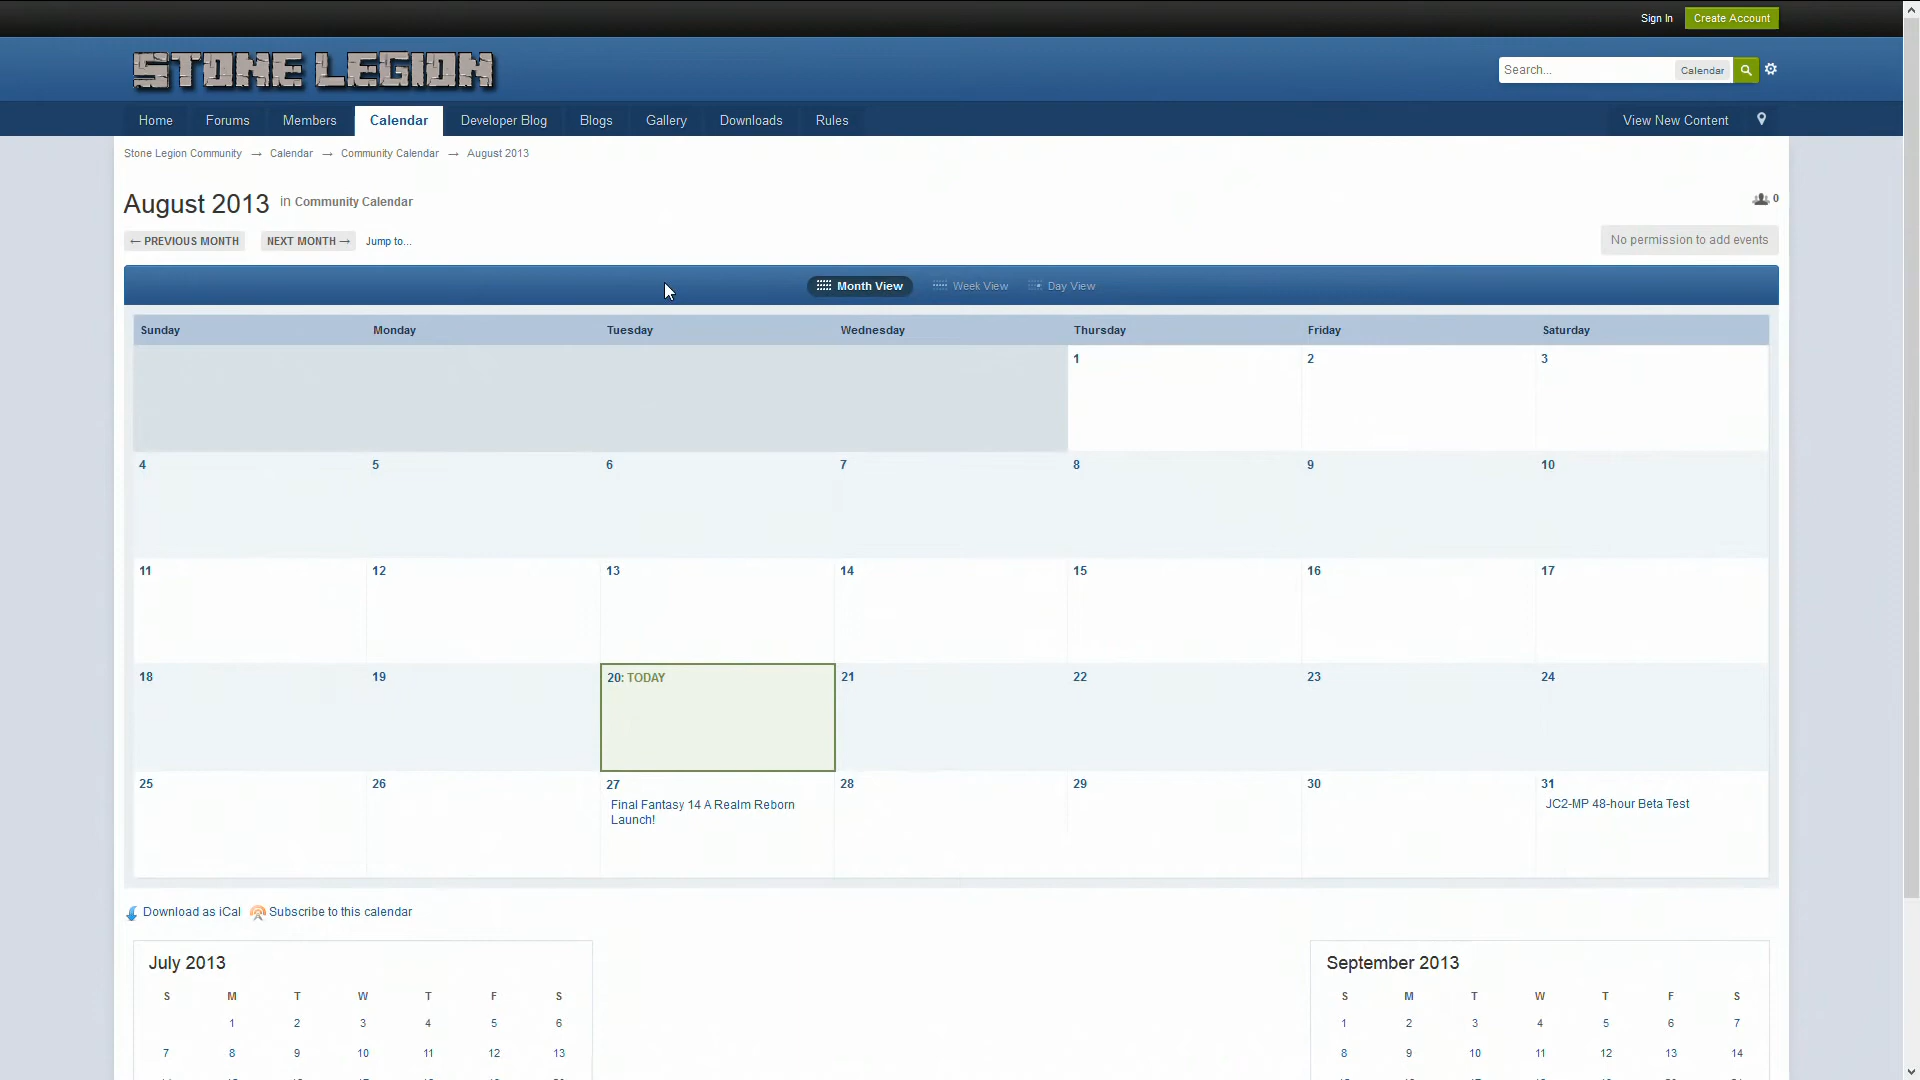 Sign In Create Account
STONE LEGION
Search... Calendar
Home Forums Members Calendar Developer Blog Blogs Gallery Downloads Rules View New Content
Stone Legion Community → Calendar → Community Calendar → August 2013
August 2013 in Community Calendar
0
← PREVIOUS MONTH NEXT MONTH → Jump to...
No permission to add events
Month View Week View Day View
Sunday Monday Tuesday Wednesday Thursday Friday Saturday
1 2 3
4 5 6 7 8 9 10
11 12 13 14 15 16 17
18 19 20: TODAY 21 22 23 24
25 26 27 28 29 30 31
Final Fantasy 14 A Realm Reborn JC2-MP 48-hour Beta Test
Launch!
Download as iCal Subscribe to this calendar
July 2013 September 2013
S M T W T F S S M T W T F S
1 2 3 4 5 6 1 2 3 4 5 6 7
7 8 9 10 11 12 13 8 9 10 11 12 13 14